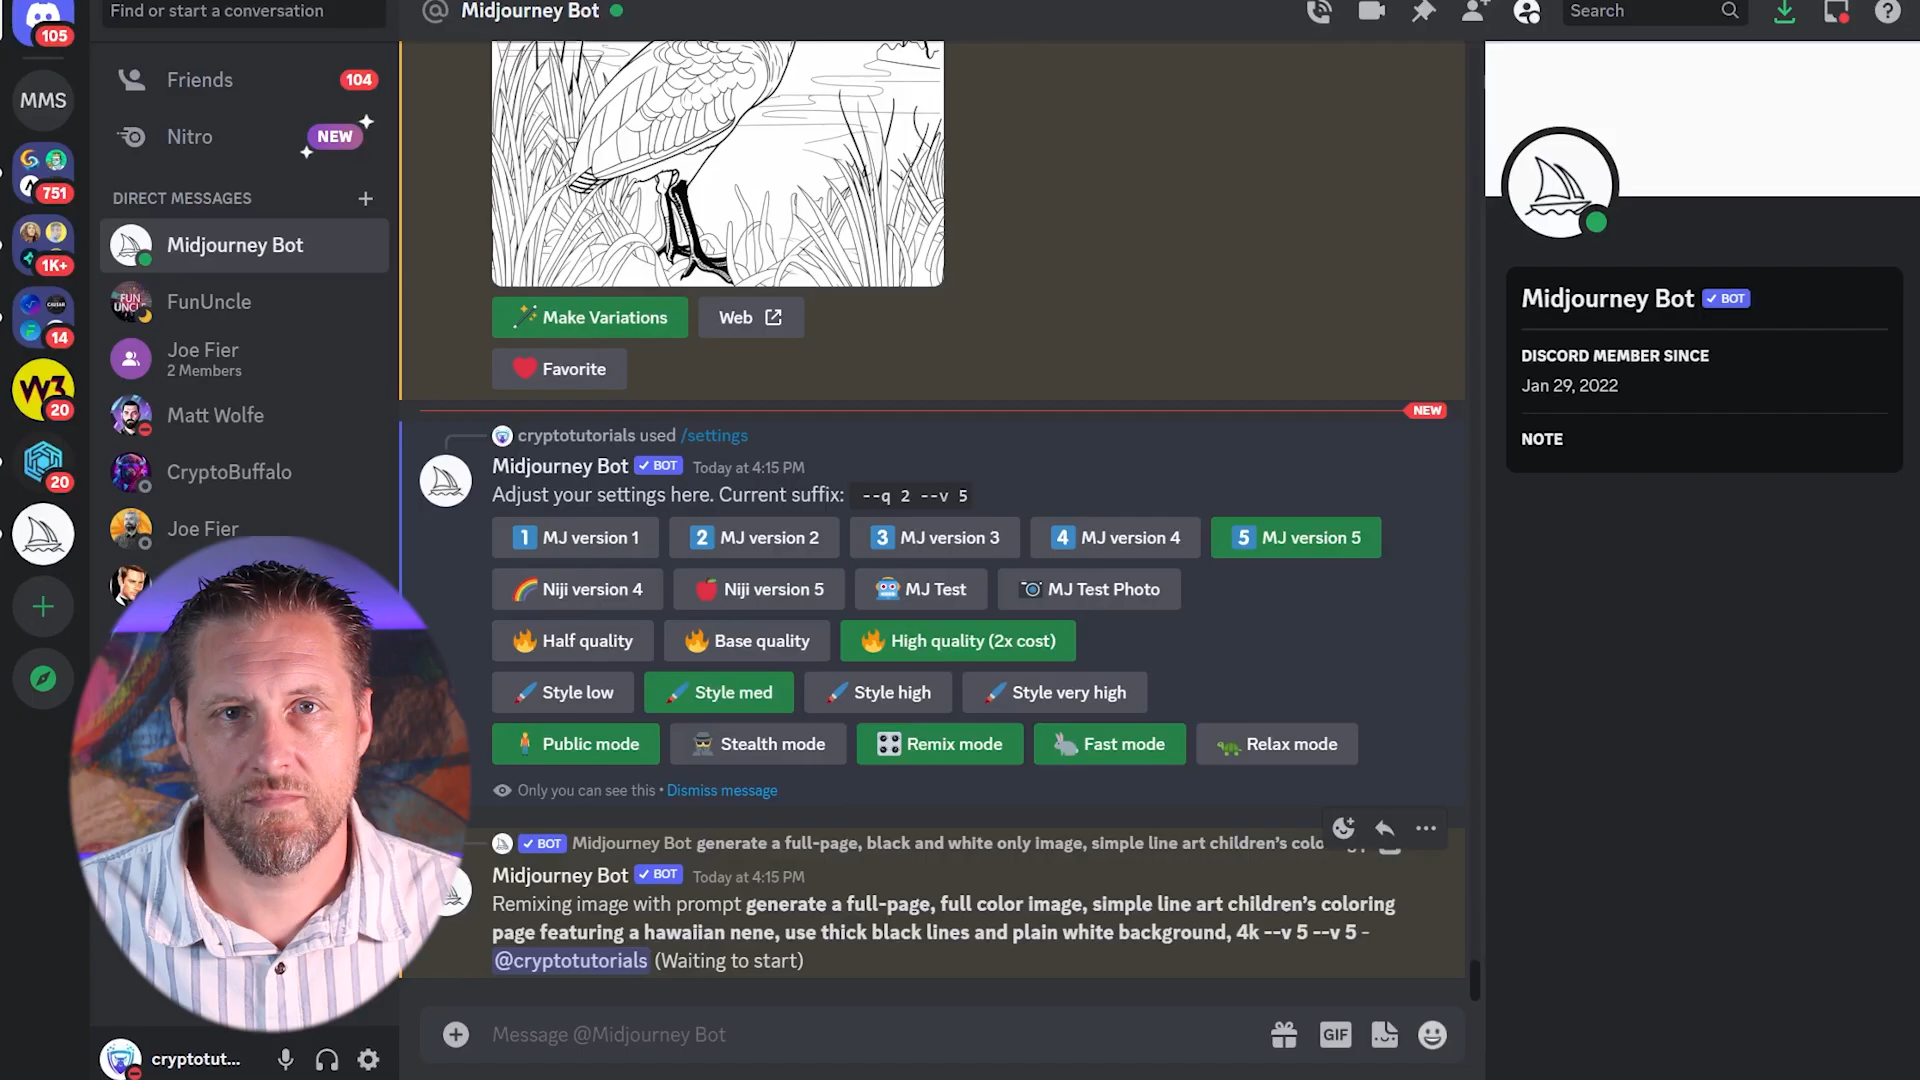 Find or start a conversation
105
MMS
751
1K+
14
W3
20
20
Friends
104
Nitro
NEW
DIRECT MESSAGES
Midjourney Bot
FUN UNCLE
FunUncle
Joe Fier
2 Members
Matt Wolfe
CryptoBuffalo
Joe Fier
cryptotut...
Midjourney Bot
Search
Make Variations
Web
Favorite
NEW
cryptotutorials used /settings
Midjourney Bot BOT Today at 4:15 PM
Adjust your settings here. Current suffix: --q 2 --v 5
1 MJ version 1
2 MJ version 2
3 MJ version 3
4 MJ version 4
5 MJ version 5
Niji version 4
Niji version 5
MJ Test
MJ Test Photo
Half quality
Base quality
High quality (2x cost)
Style low
Style med
Style high
Style very high
Public mode
Stealth mode
Remix mode
Fast mode
Relax mode
Only you can see this • Dismiss message
BOT Midjourney Bot generate a full-page, black and white only image, simple line art children's colo
Midjourney Bot BOT Today at 4:15 PM
Remixing image with prompt generate a full-page, full color image, simple line art children's coloring
page featuring a hawaiian nene, use thick black lines and plain white background, 4k --v 5 --v 5 -
@cryptotutorials (Waiting to start)
Message @Midjourney Bot
GIF
Midjourney Bot BOT
DISCORD MEMBER SINCE
Jan 29, 2022
NOTE